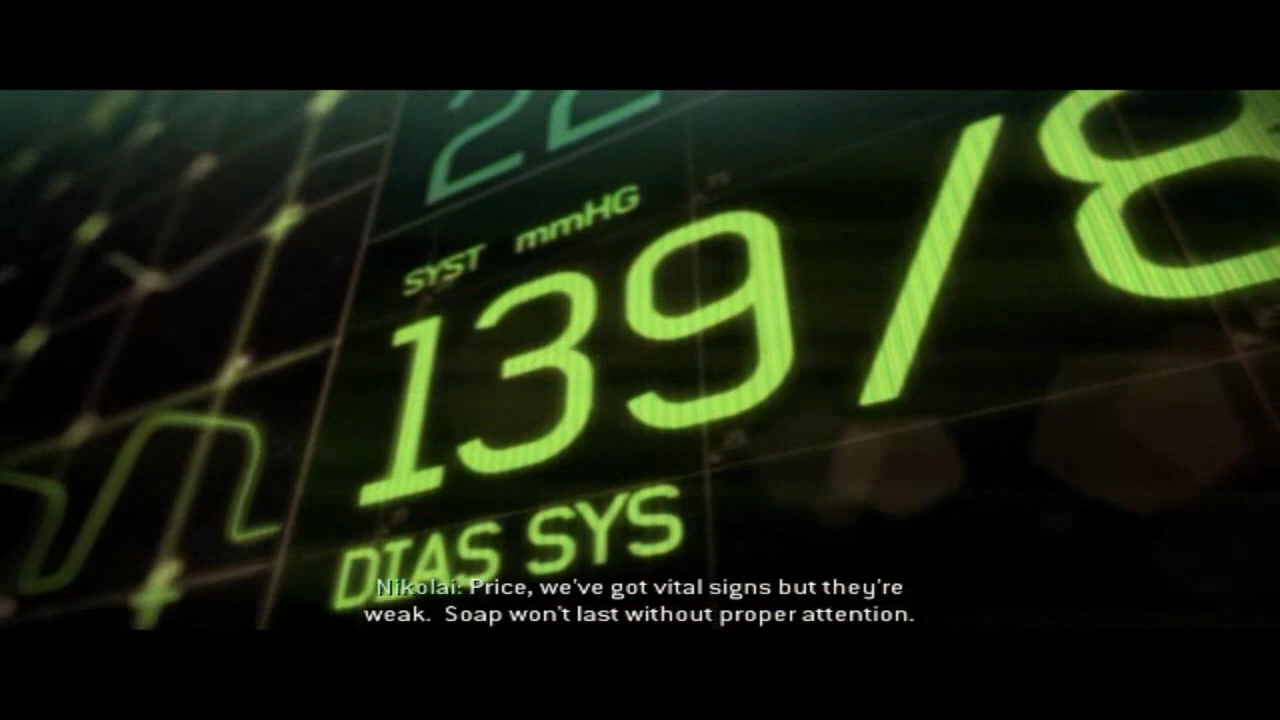 22
SYST mmHG
139/8
DIAS SYS
Nikolai: Price, we've got vital signs but they're
weak. Soap won't last without proper attention.